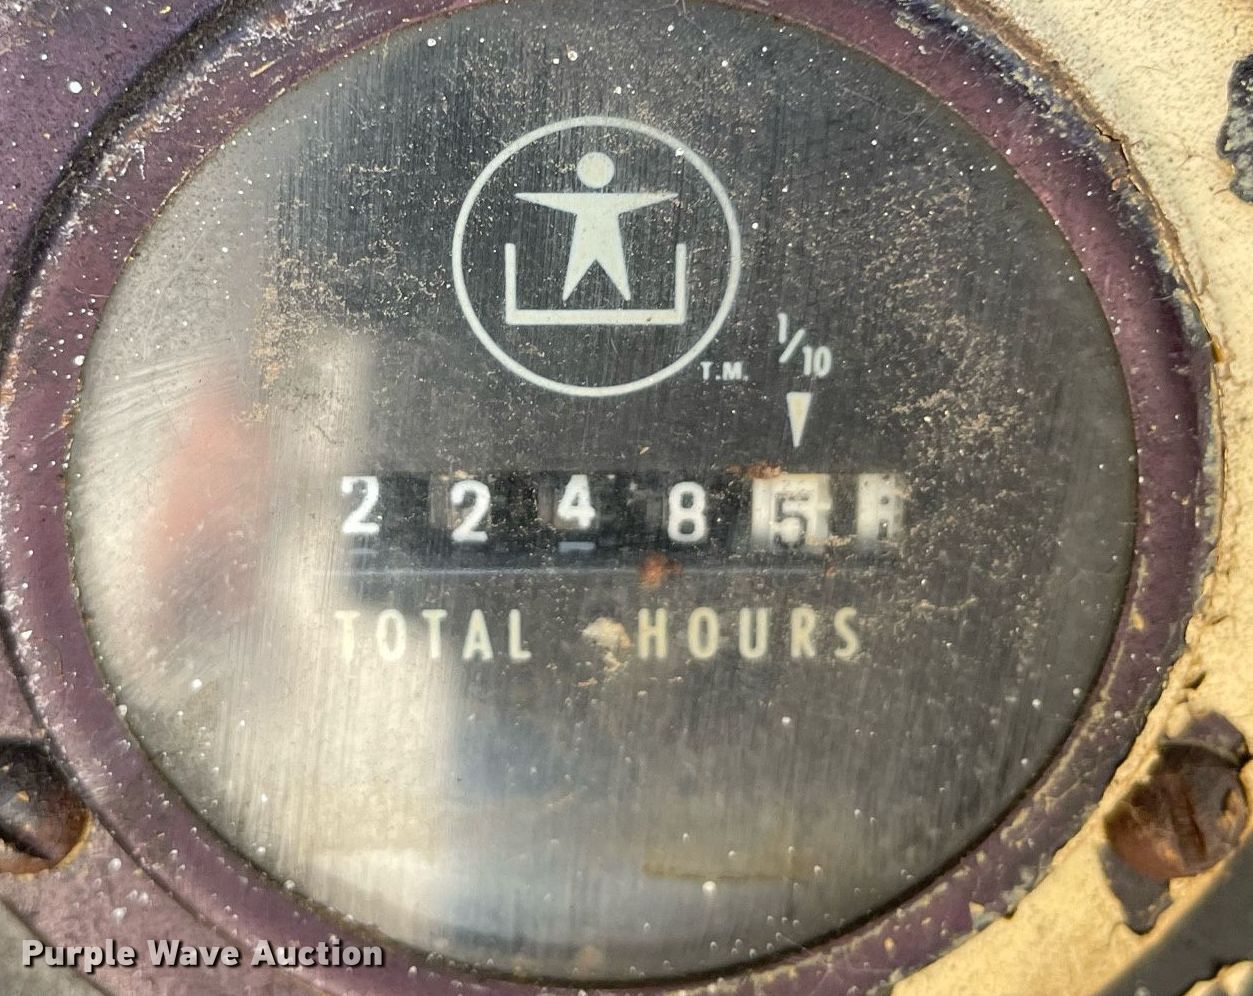 T.M.
1/10
2 2 4 8 5
TOTAL HOURS
Purple Wave Auction